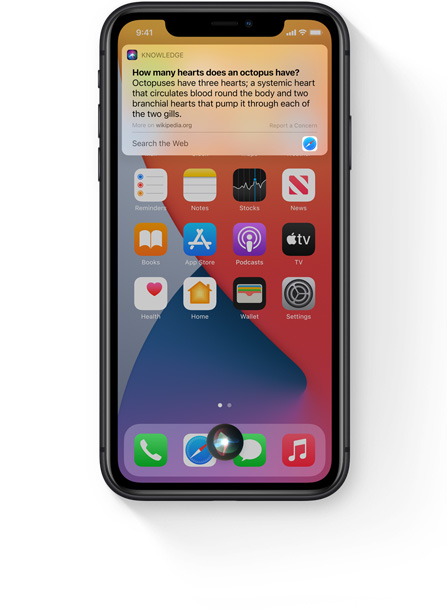 9:41
KNOWLEDGE
How many hearts does an octopus have?
Octopuses have three hearts; a systemic heart
that circulates blood round the body and two
branchial hearts that pump it through each of
the two gills.
More on wikipedia.org Report a Concern
Search the Web
Reminders Notes Stocks News
Books App Store Podcasts TV
tv
Health Home Wallet Settings